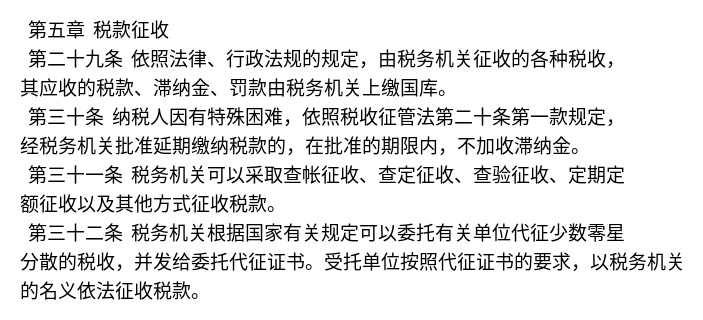 第五章 税款征收
第二十九条 依照法律、行政法规的规定，由税务机关征收的各种税收，
其应收的税款、滞纳金、罚款由税务机关上缴国库。
第三十条 纳税人因有特殊困难，依照税收征管法第二十条第一款规定，
经税务机关批准延期缴纳税款的，在批准的期限内，不加收滞纳金。
第三十一条 税务机关可以采取查帐征收、查定征收、查验征收、定期定
额征收以及其他方式征收税款。
第三十二条 税务机关根据国家有关规定可以委托有关单位代征少数零星
分散的税收，并发给委托代征证书。受托单位按照代征证书的要求，以税务机关
的名义依法征收税款。